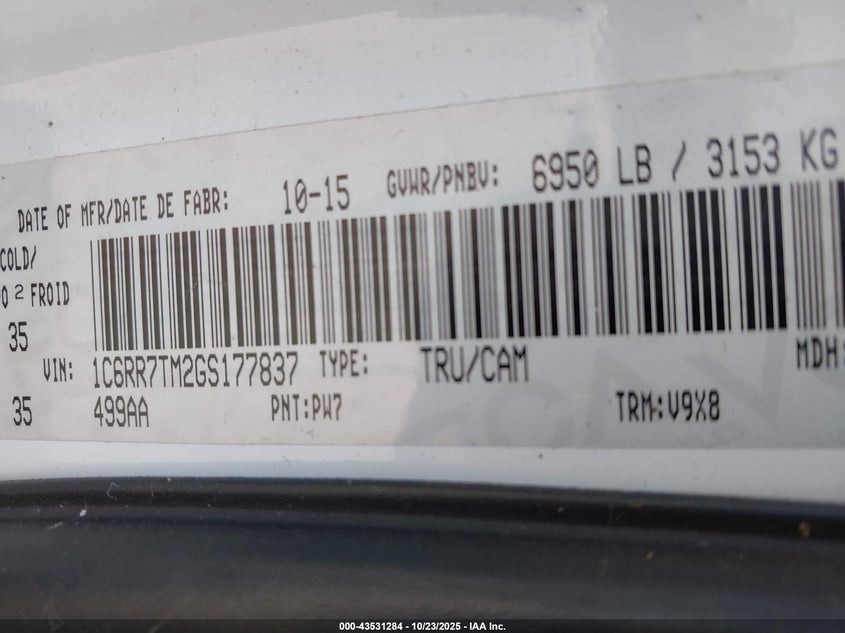 DATE OF MFR/DATE DE FABR: 10-15 GVWR/PNBV: 6950 LB / 3153 KG
COLD/
O 2 FROID
35
VIN: 1C6RR7TM2GS177837 TYPE: TRU/CAM MDH:
35 499AA PNT:PW7 TRM:V9X8
000-43531284 - 10/23/2025 - IAA Inc.